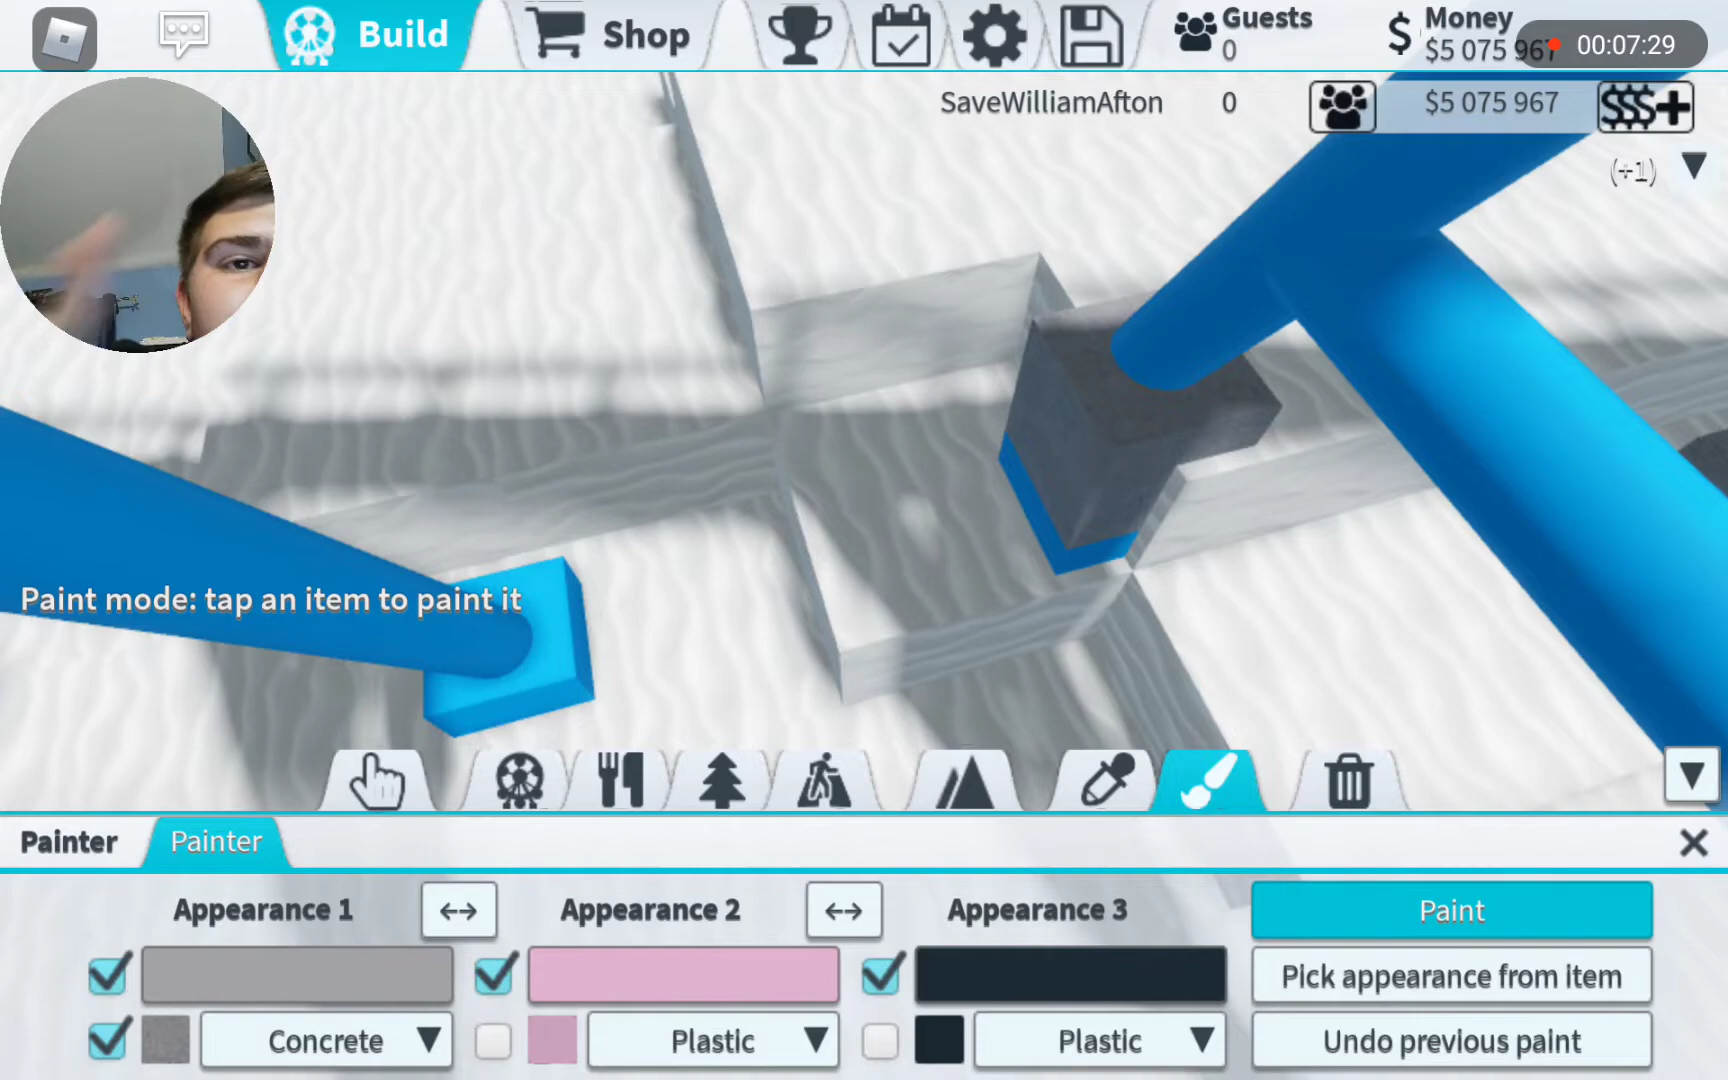 Build
Shop
Guests
0
$ Money
$5 075 967
00:07:29
SaveWilliamAfton 0 $5 075 967 $$$+
(+1)
Paint mode: tap an item to paint it
Painter Painter
Appearance 1 Appearance 2 Appearance 3 Paint
Pick appearance from item
Concrete Plastic Plastic Undo previous paint